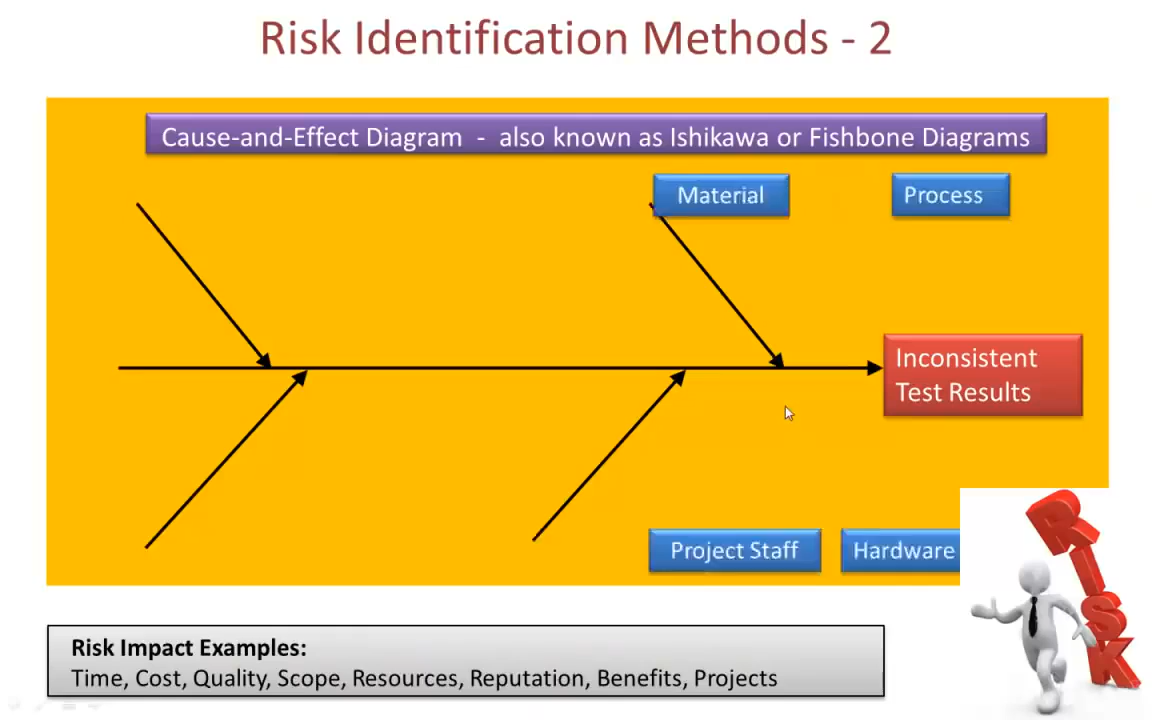 Risk Identification Methods - 2
Cause-and-Effect Diagram - also known as Ishikawa or Fishbone Diagrams
Material
Process
Inconsistent
Test Results
Project Staff
Hardware
RISK
Risk Impact Examples:
Time, Cost, Quality, Scope, Resources, Reputation, Benefits, Projects